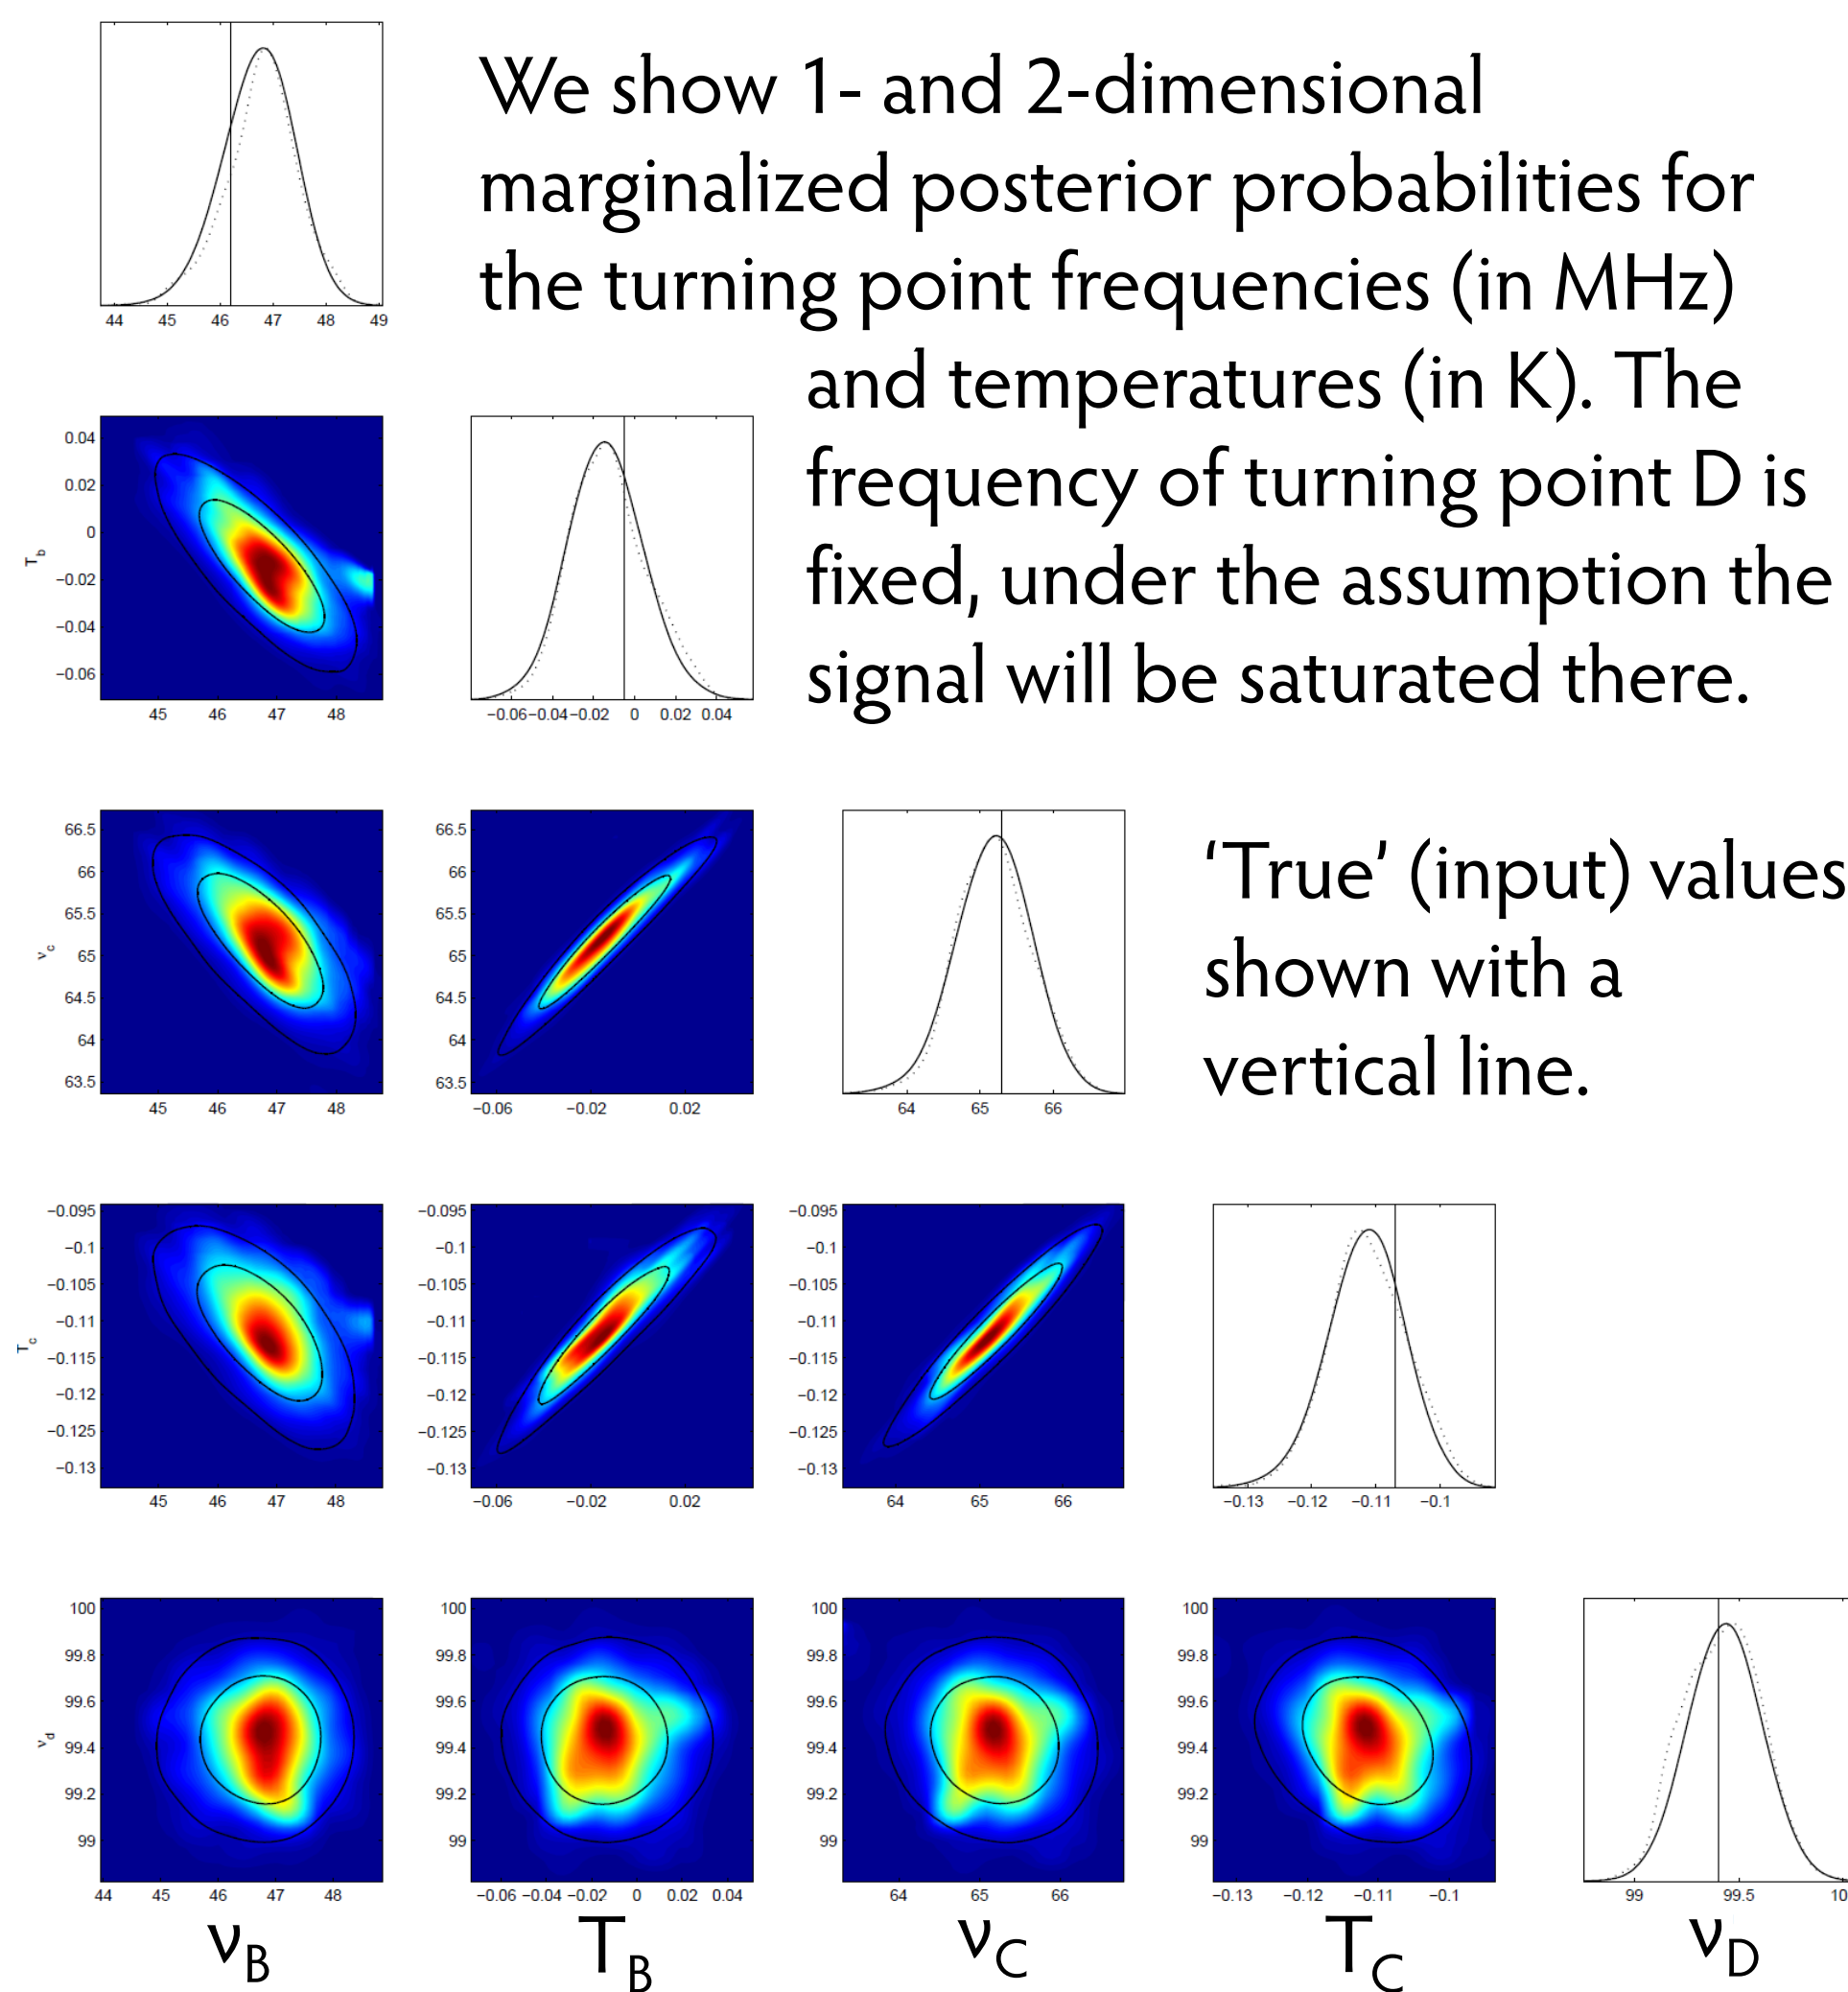 We show 1- and 2-dimensional
marginalized posterior probabilities for
the turning point frequencies (in MHz)
and temperatures (in K). The
frequency of turning point D is
fixed, under the assumption the
signal will be saturated there.
44 45 46 47 48 49
0.04
0.02
0
−0.02
−0.04
−0.06
T_b
45 46 47 48
−0.06 −0.04 −0.02 0 0.02 0.04
‘True’ (input) values
shown with a
vertical line.
66.5
66
65.5
65
64.5
64
63.5
ν_c
45 46 47 48
66.5
66
65.5
65
64.5
64
63.5
−0.06 −0.02 0.02
64 65 66
−0.095
−0.1
−0.105
−0.11
−0.115
−0.12
−0.125
−0.13
T_c
45 46 47 48
−0.095
−0.1
−0.105
−0.11
−0.115
−0.12
−0.125
−0.13
−0.06 −0.02 0.02
−0.095
−0.1
−0.105
−0.11
−0.115
−0.12
−0.125
−0.13
64 65 66
−0.13 −0.12 −0.11 −0.1
100
99.8
99.6
99.4
99.2
99
ν_d
44 45 46 47 48
100
99.8
99.6
99.4
99.2
99
−0.06 −0.04 −0.02 0 0.02 0.04
100
99.8
99.6
99.4
99.2
99
64 65 66
100
99.8
99.6
99.4
99.2
99
−0.13 −0.12 −0.11 −0.1
99 99.5
ν_B T_B ν_C T_C ν_D